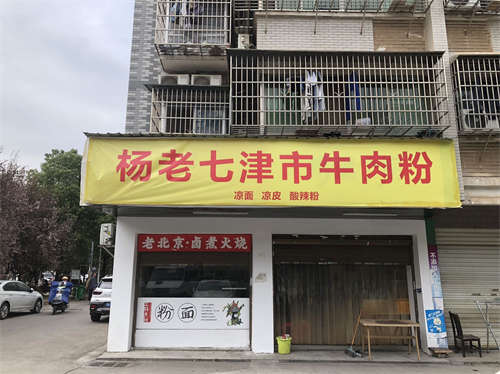 杨老七津市牛肉粉
凉面 凉皮 酸辣粉
老北京·卤煮火烧
粉面